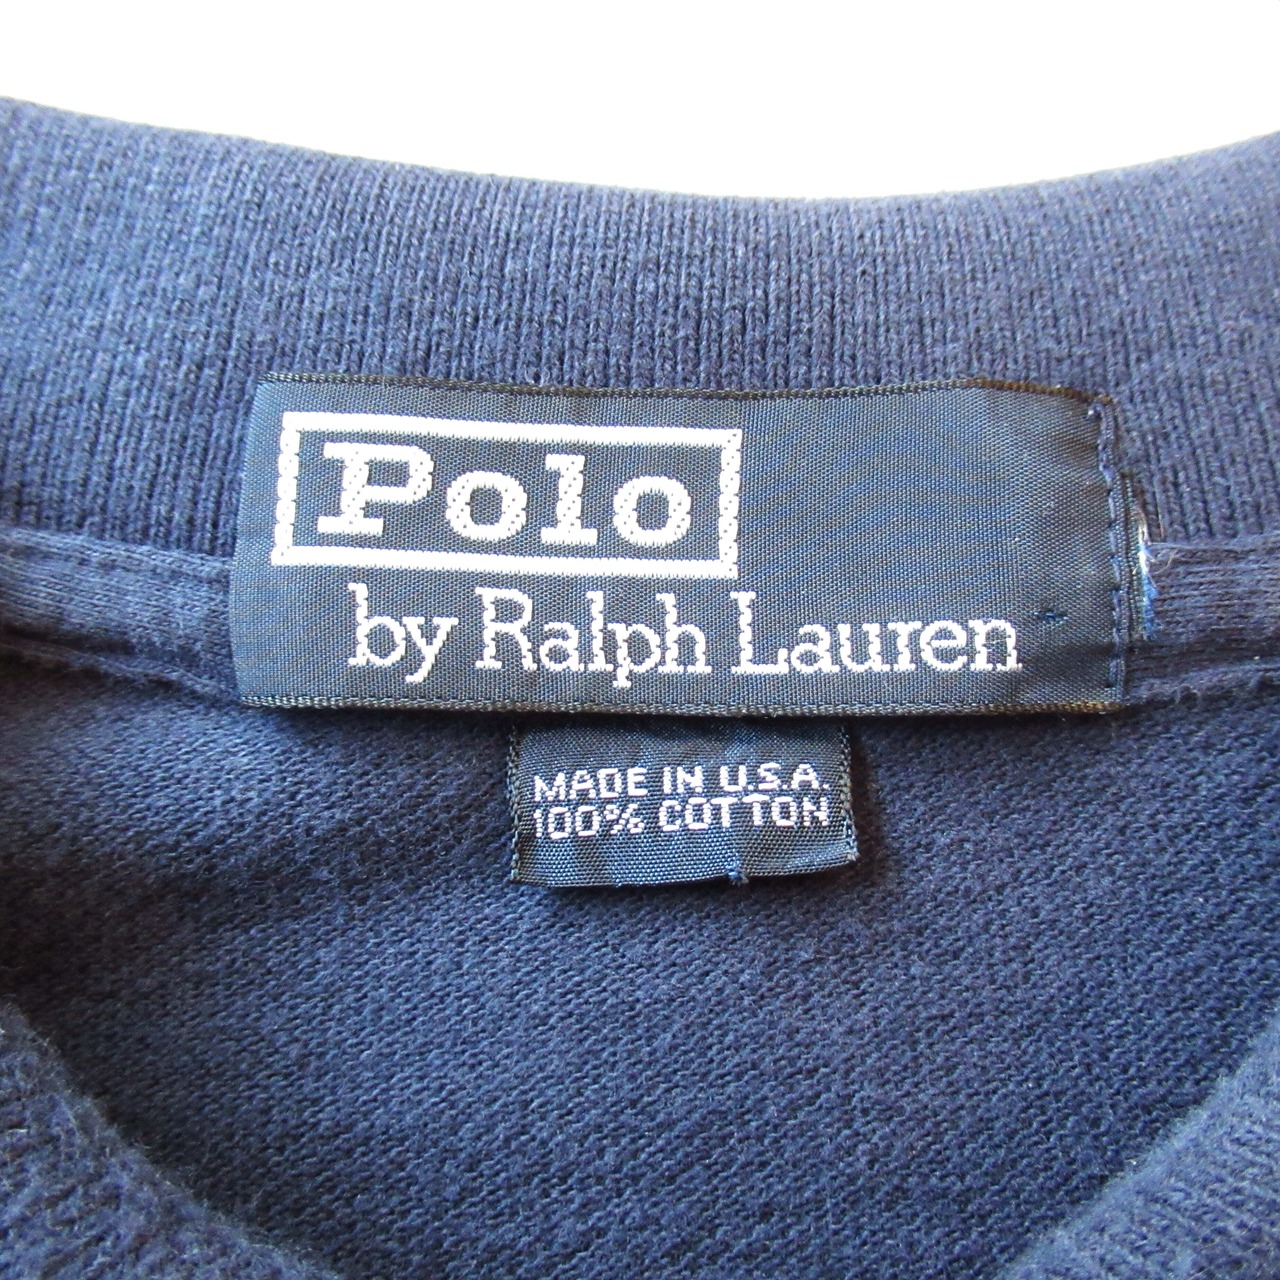 Polo
by Ralph Lauren
MADE IN U.S.A.
100% COTTON